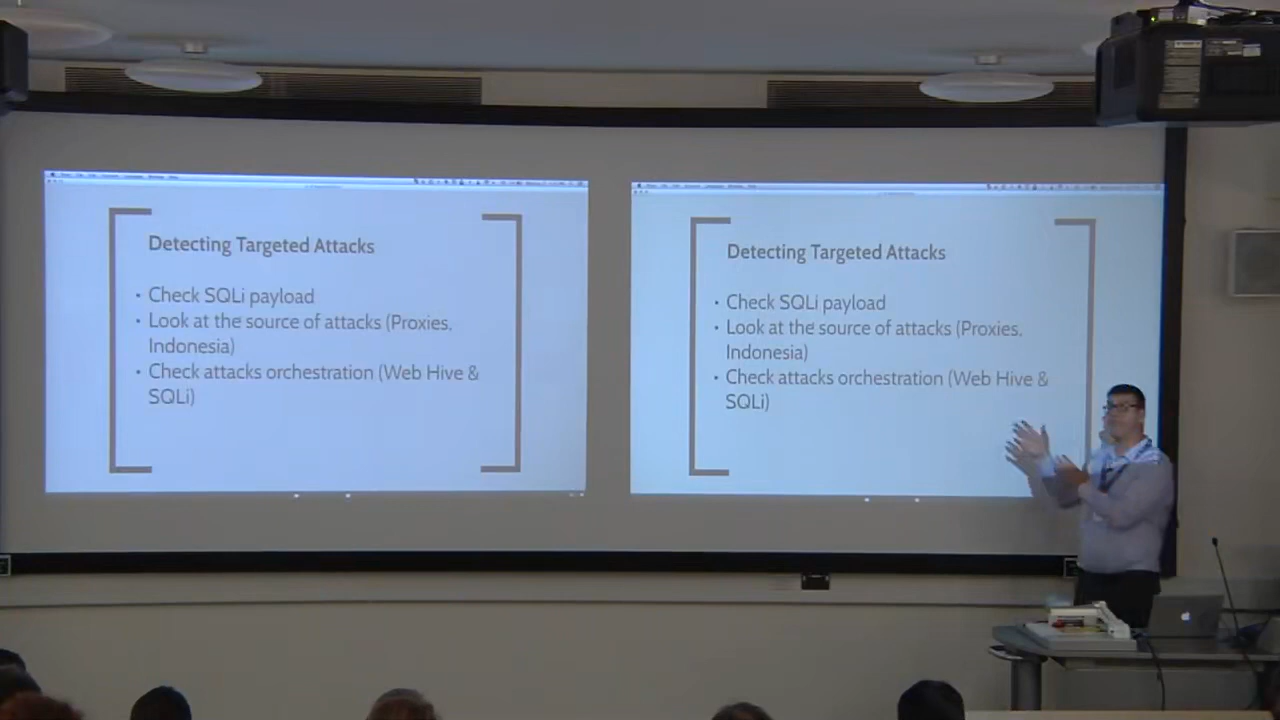 Detecting Targeted Attacks
• Check SQLi payload
• Look at the source of attacks (Proxies,
Indonesia)
• Check attacks orchestration (Web Hive &
SQLi)
Detecting Targeted Attacks
• Check SQLi payload
• Look at the source of attacks (Proxies,
Indonesia)
• Check attacks orchestration (Web Hive &
SQLi)